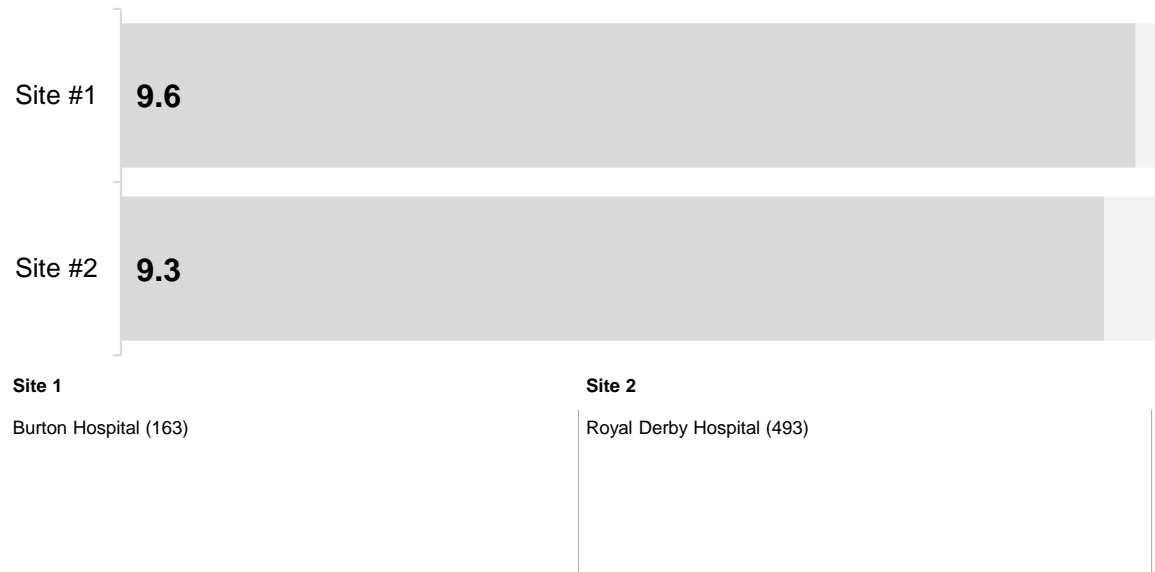 Site #1 9.6
Site #2 9.3
Site 1 Site 2
Burton Hospital (163) Royal Derby Hospital (493)